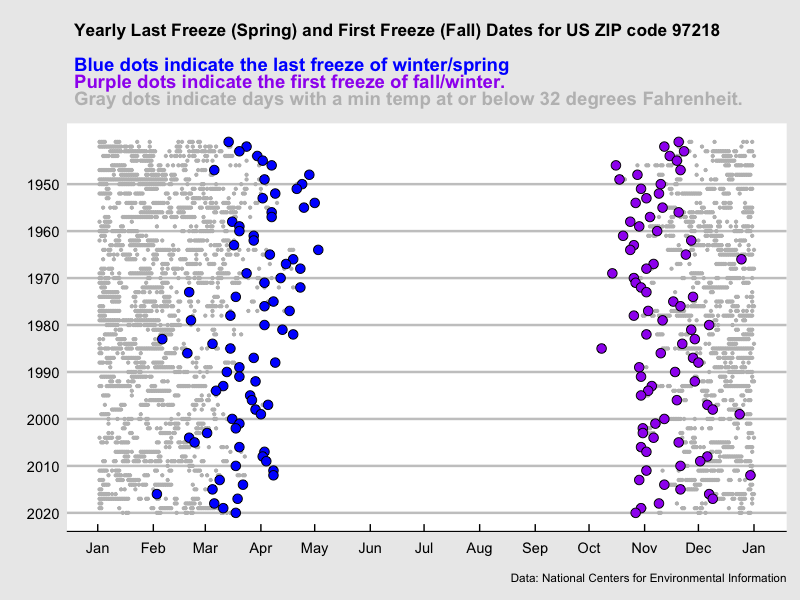 Yearly Last Freeze (Spring) and First Freeze (Fall) Dates for US ZIP code 97218
Blue dots indicate the last freeze of winter/spring
Purple dots indicate the first freeze of fall/winter.
Gray dots indicate days with a min temp at or below 32 degrees Fahrenheit.
1950
1960
1970
1980
1990
2000
2010
2020
Jan Feb Mar Apr May Jun Jul Aug Sep Oct Nov Dec Jan
Data: National Centers for Environmental Information